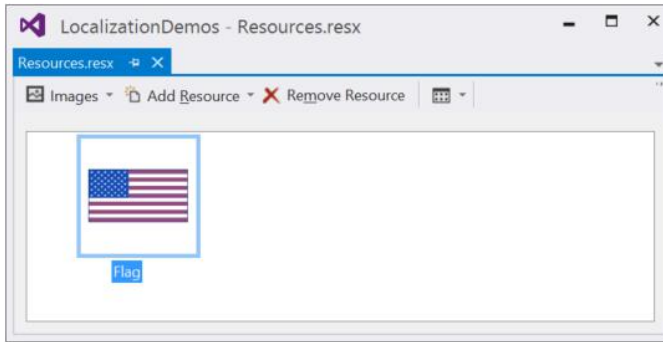 LocalizationDemos - Resources.resx
Resources.resx
Images Add Resource Remove Resource
Flag